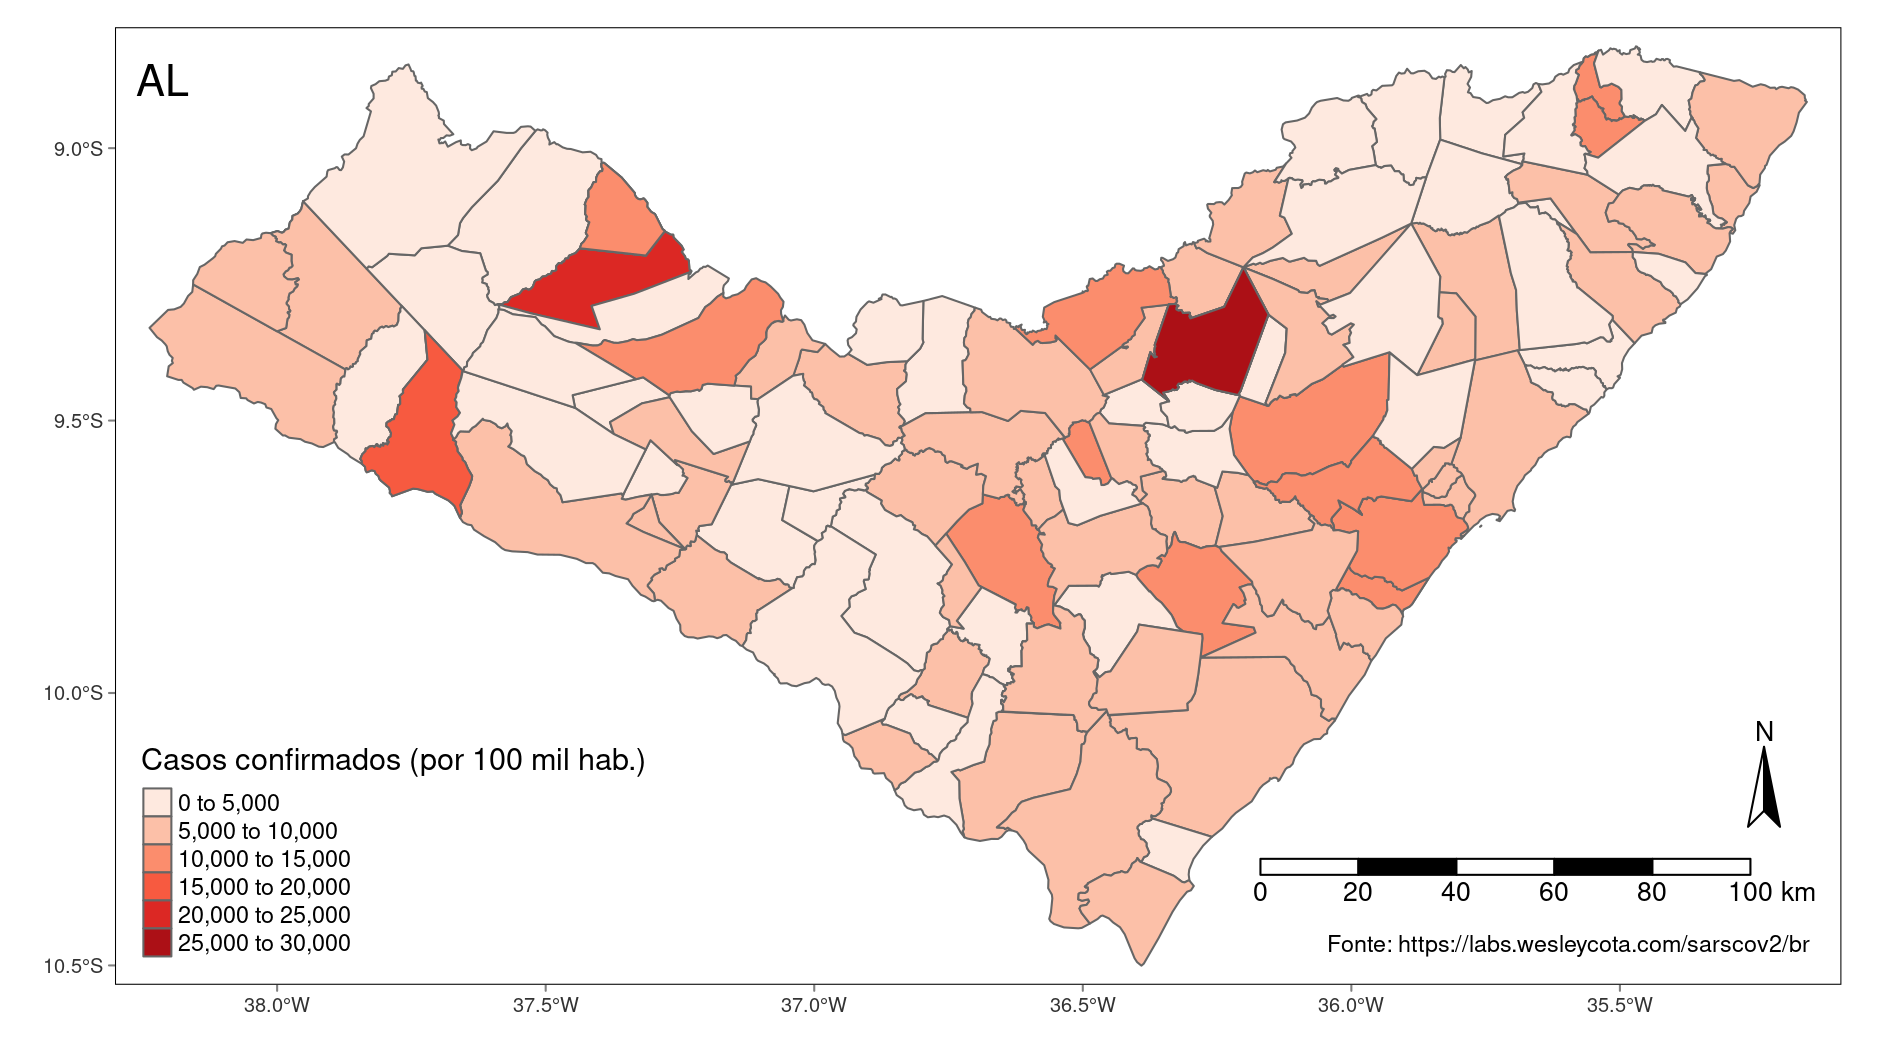 AL
9.0°S
9.5°S
10.0°S
10.5°S
Casos confirmados (por 100 mil hab.)
0 to 5,000
5,000 to 10,000
10,000 to 15,000
15,000 to 20,000
20,000 to 25,000
25,000 to 30,000
N
0 20 40 60 80 100 km
Fonte: https://labs.wesleycota.com/sarscov2/br
38.0°W 37.5°W 37.0°W 36.5°W 36.0°W 35.5°W